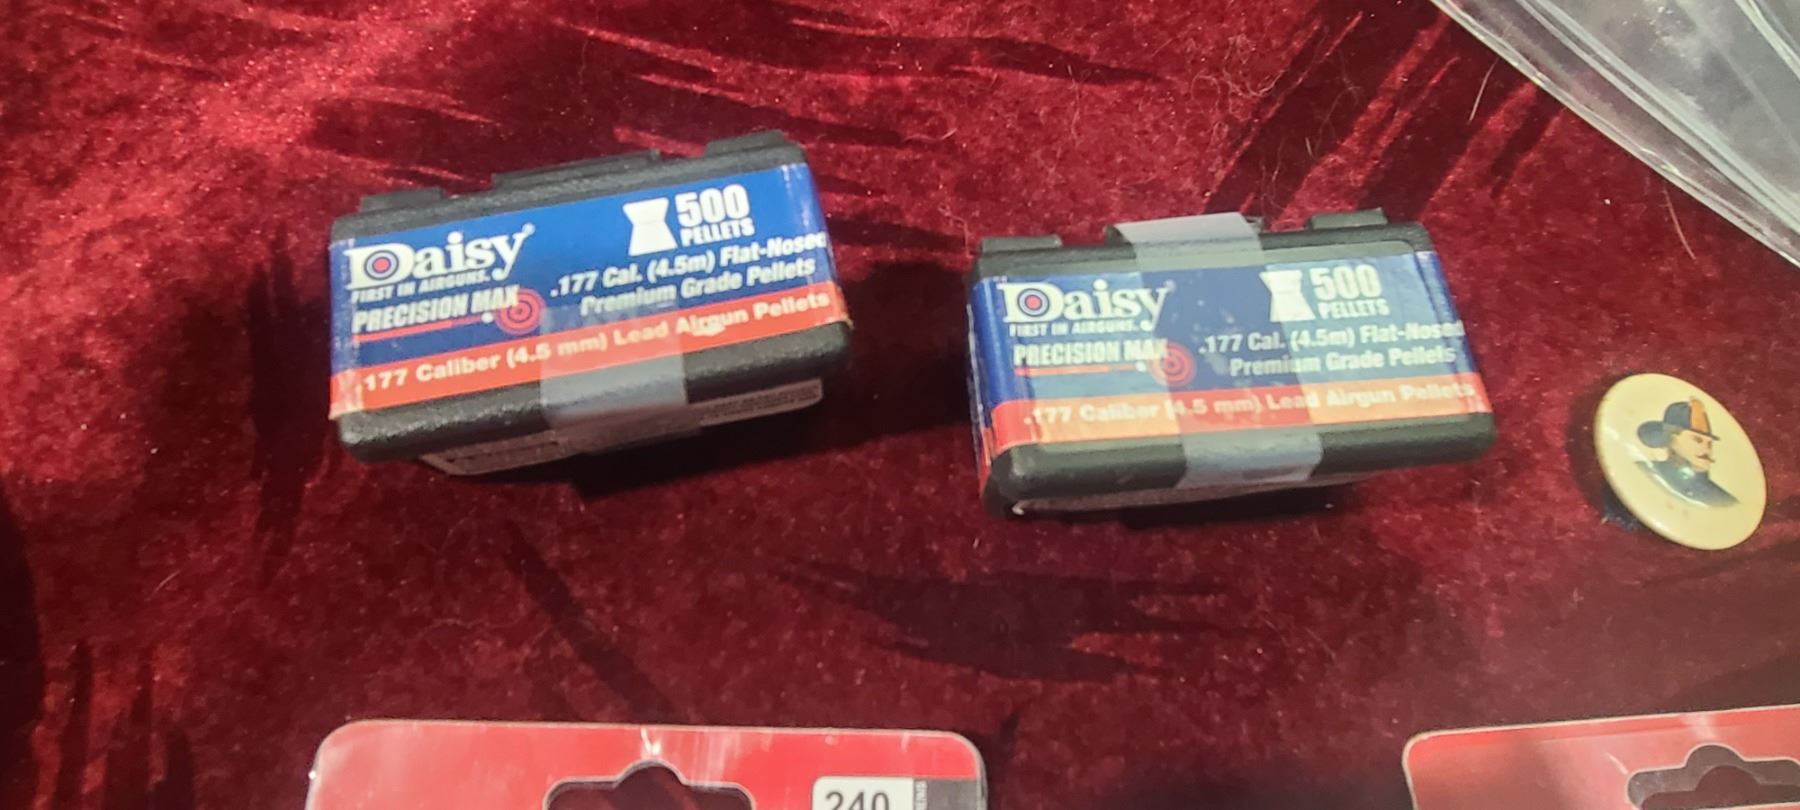 Daisy
FIRST IN AIRGUNS.
PRECISION MAX
500
PELLETS
.177 Cal. (4.5m) Flat-Nosed
Premium Grade Pellets
.177 Caliber (4.5 mm) Lead Airgun Pellets
Daisy
FIRST IN AIRGUNS.
PRECISION MAX
500
PELLETS
.177 Cal. (4.5m) Flat-Nosed
Premium Grade Pellets
.177 Caliber (4.5 mm) Lead Airgun Pellets
240